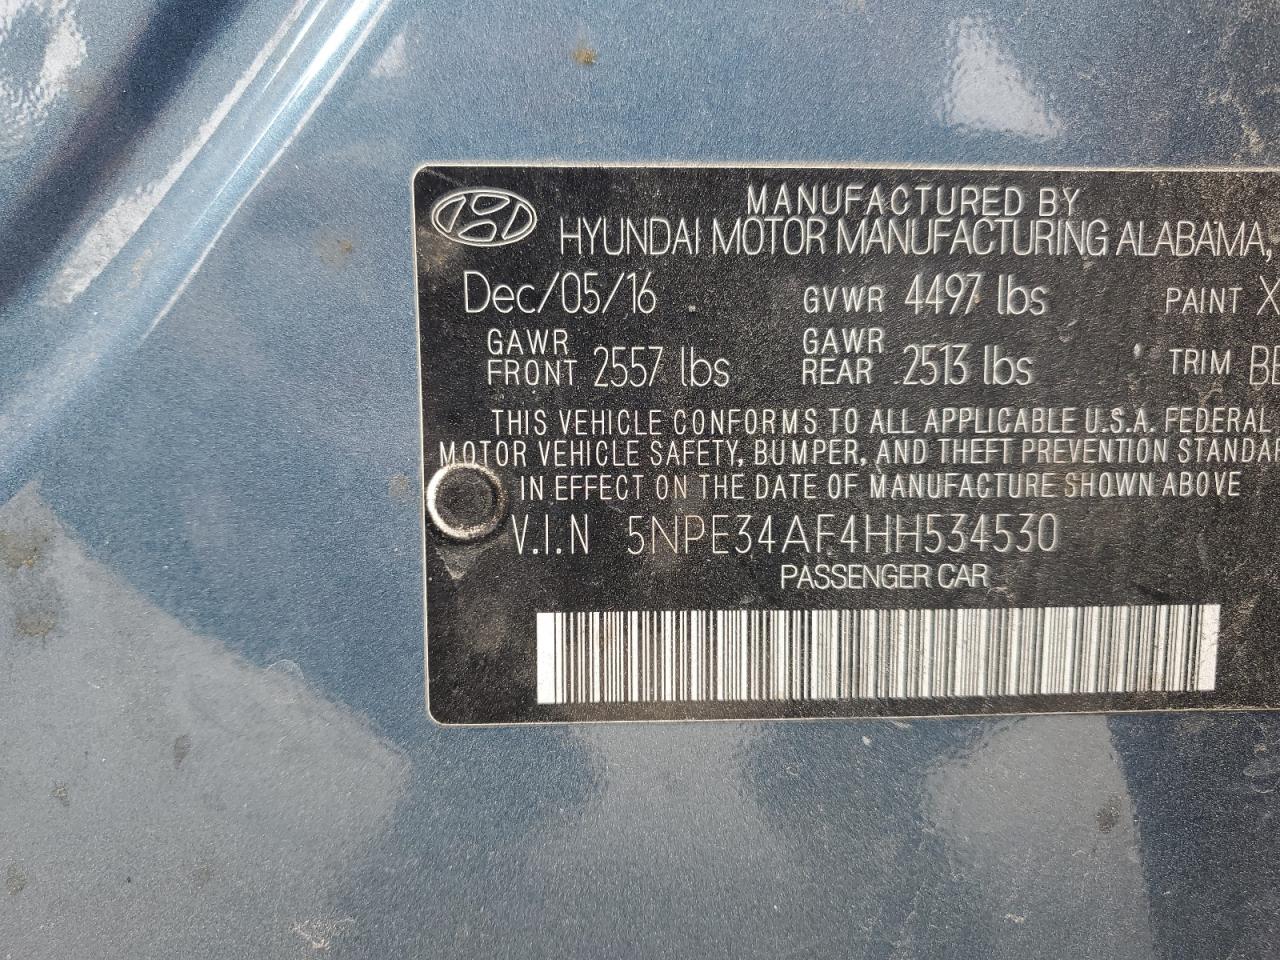 MANUFACTURED BY
HYUNDAI MOTOR MANUFACTURING ALABAMA,
Dec/05/16 GVWR 4497 lbs PAINT X
GAWR FRONT 2557 lbs GAWR REAR 2513 lbs TRIM BE
THIS VEHICLE CONFORMS TO ALL APPLICABLE U.S.A. FEDERAL
MOTOR VEHICLE SAFETY, BUMPER, AND THEFT PREVENTION STANDAR
IN EFFECT ON THE DATE OF MANUFACTURE SHOWN ABOVE
V.I.N 5NPE34AF4HH534530
PASSENGER CAR